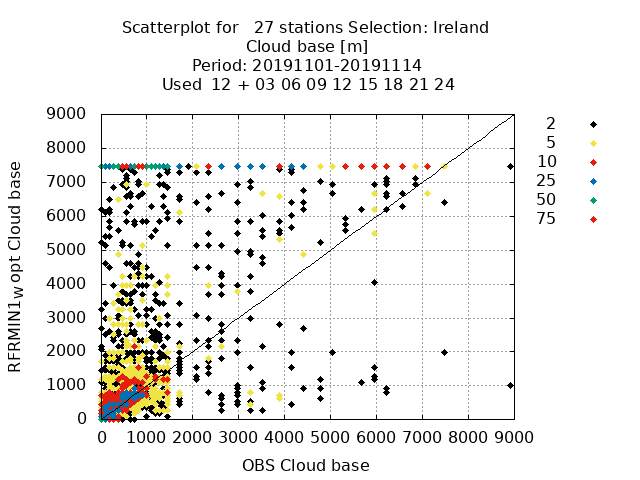 Scatterplot for   27 stations Selection: Ireland
Cloud base [m]
Period: 20191101-20191114
Used  12 + 03 06 09 12 15 18 21 24
9000
8000
7000
6000
5000
4000
3000
2000
1000
0
RFRMIN1W opt Cloud base
0 1000 2000 3000 4000 5000 6000 7000 8000 9000
OBS Cloud base
2
5
10
25
50
75